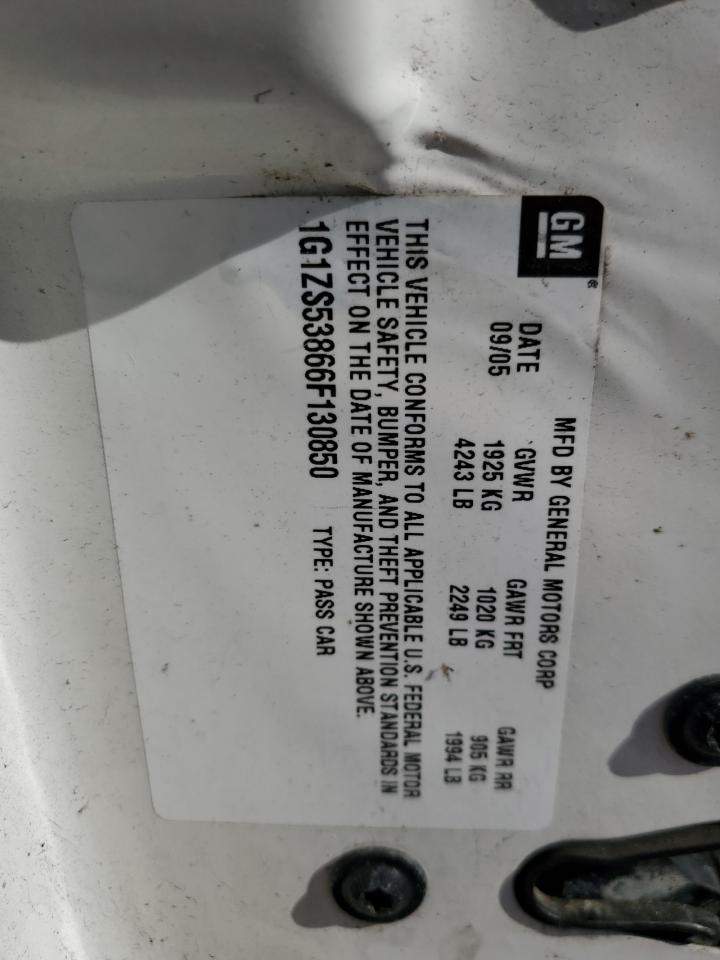 GM®
MFD BY GENERAL MOTORS CORP
DATE GVWR GAWR FRT GAWR RR
09/05 1925 KG 1020 KG 905 KG
4243 LB 2249 LB 1994 LB
THIS VEHICLE CONFORMS TO ALL APPLICABLE U.S. FEDERAL MOTOR
VEHICLE SAFETY, BUMPER, AND THEFT PREVENTION STANDARDS IN
EFFECT ON THE DATE OF MANUFACTURE SHOWN ABOVE.
1G1ZS53866F130850 TYPE: PASS CAR